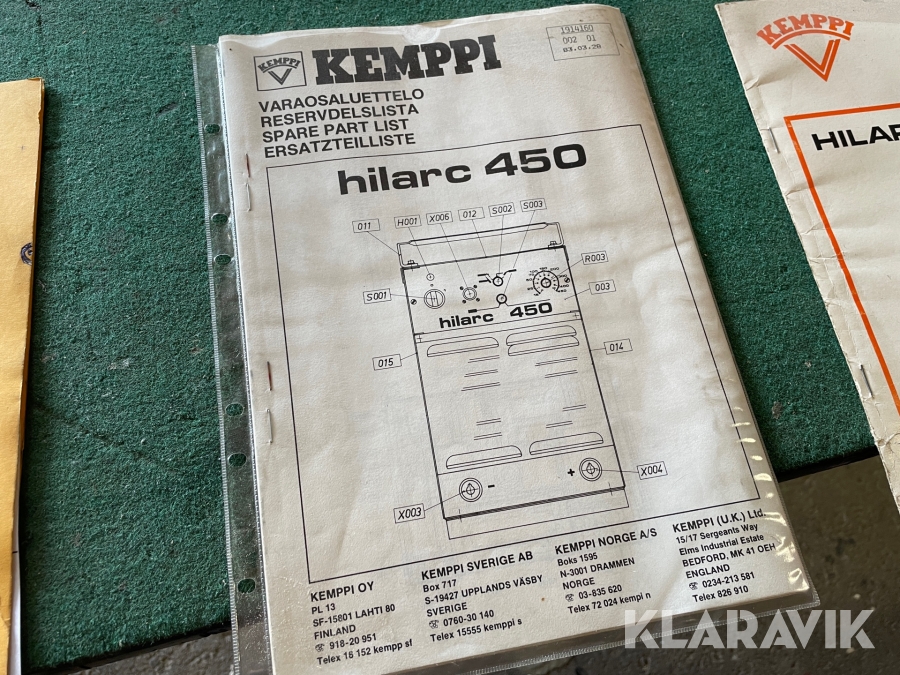 KEMPPI
KEMPPI
1914160
002 01
83.03.28
VARAOSALUETTELO
RESERVDELSLISTA
SPARE PART LIST
ERSATZTEILLISTE
hilarc 450
011
H001
X006
012
S002
S003
R003
S001
003
hilarc 450
015
014
X003
-
+
X004
KEMPPI OY
PL 13
SF-15801 LAHTI 80
FINLAND
☎ 918-20 951
Telex 16 152 kempp sf
KEMPPI SVERIGE AB
Box 717
S-19427 UPPLANDS VÄSBY
SVERIGE
☎ 0760-30 140
Telex 15555 kemppi s
KEMPPI NORGE A/S
Boks 1595
N-3001 DRAMMEN
NORGE
☎ 03-835 620
Telex 72 024 kempi n
KEMPPI (U.K.) Ltd.
15/17 Sergeants Way
Elms Industrial Estate
BEDFORD, MK 41 OEH
ENGLAND
☎ 0234-213 581
Telex 826 910
KEMPPI
HILAR
KLARAVIK